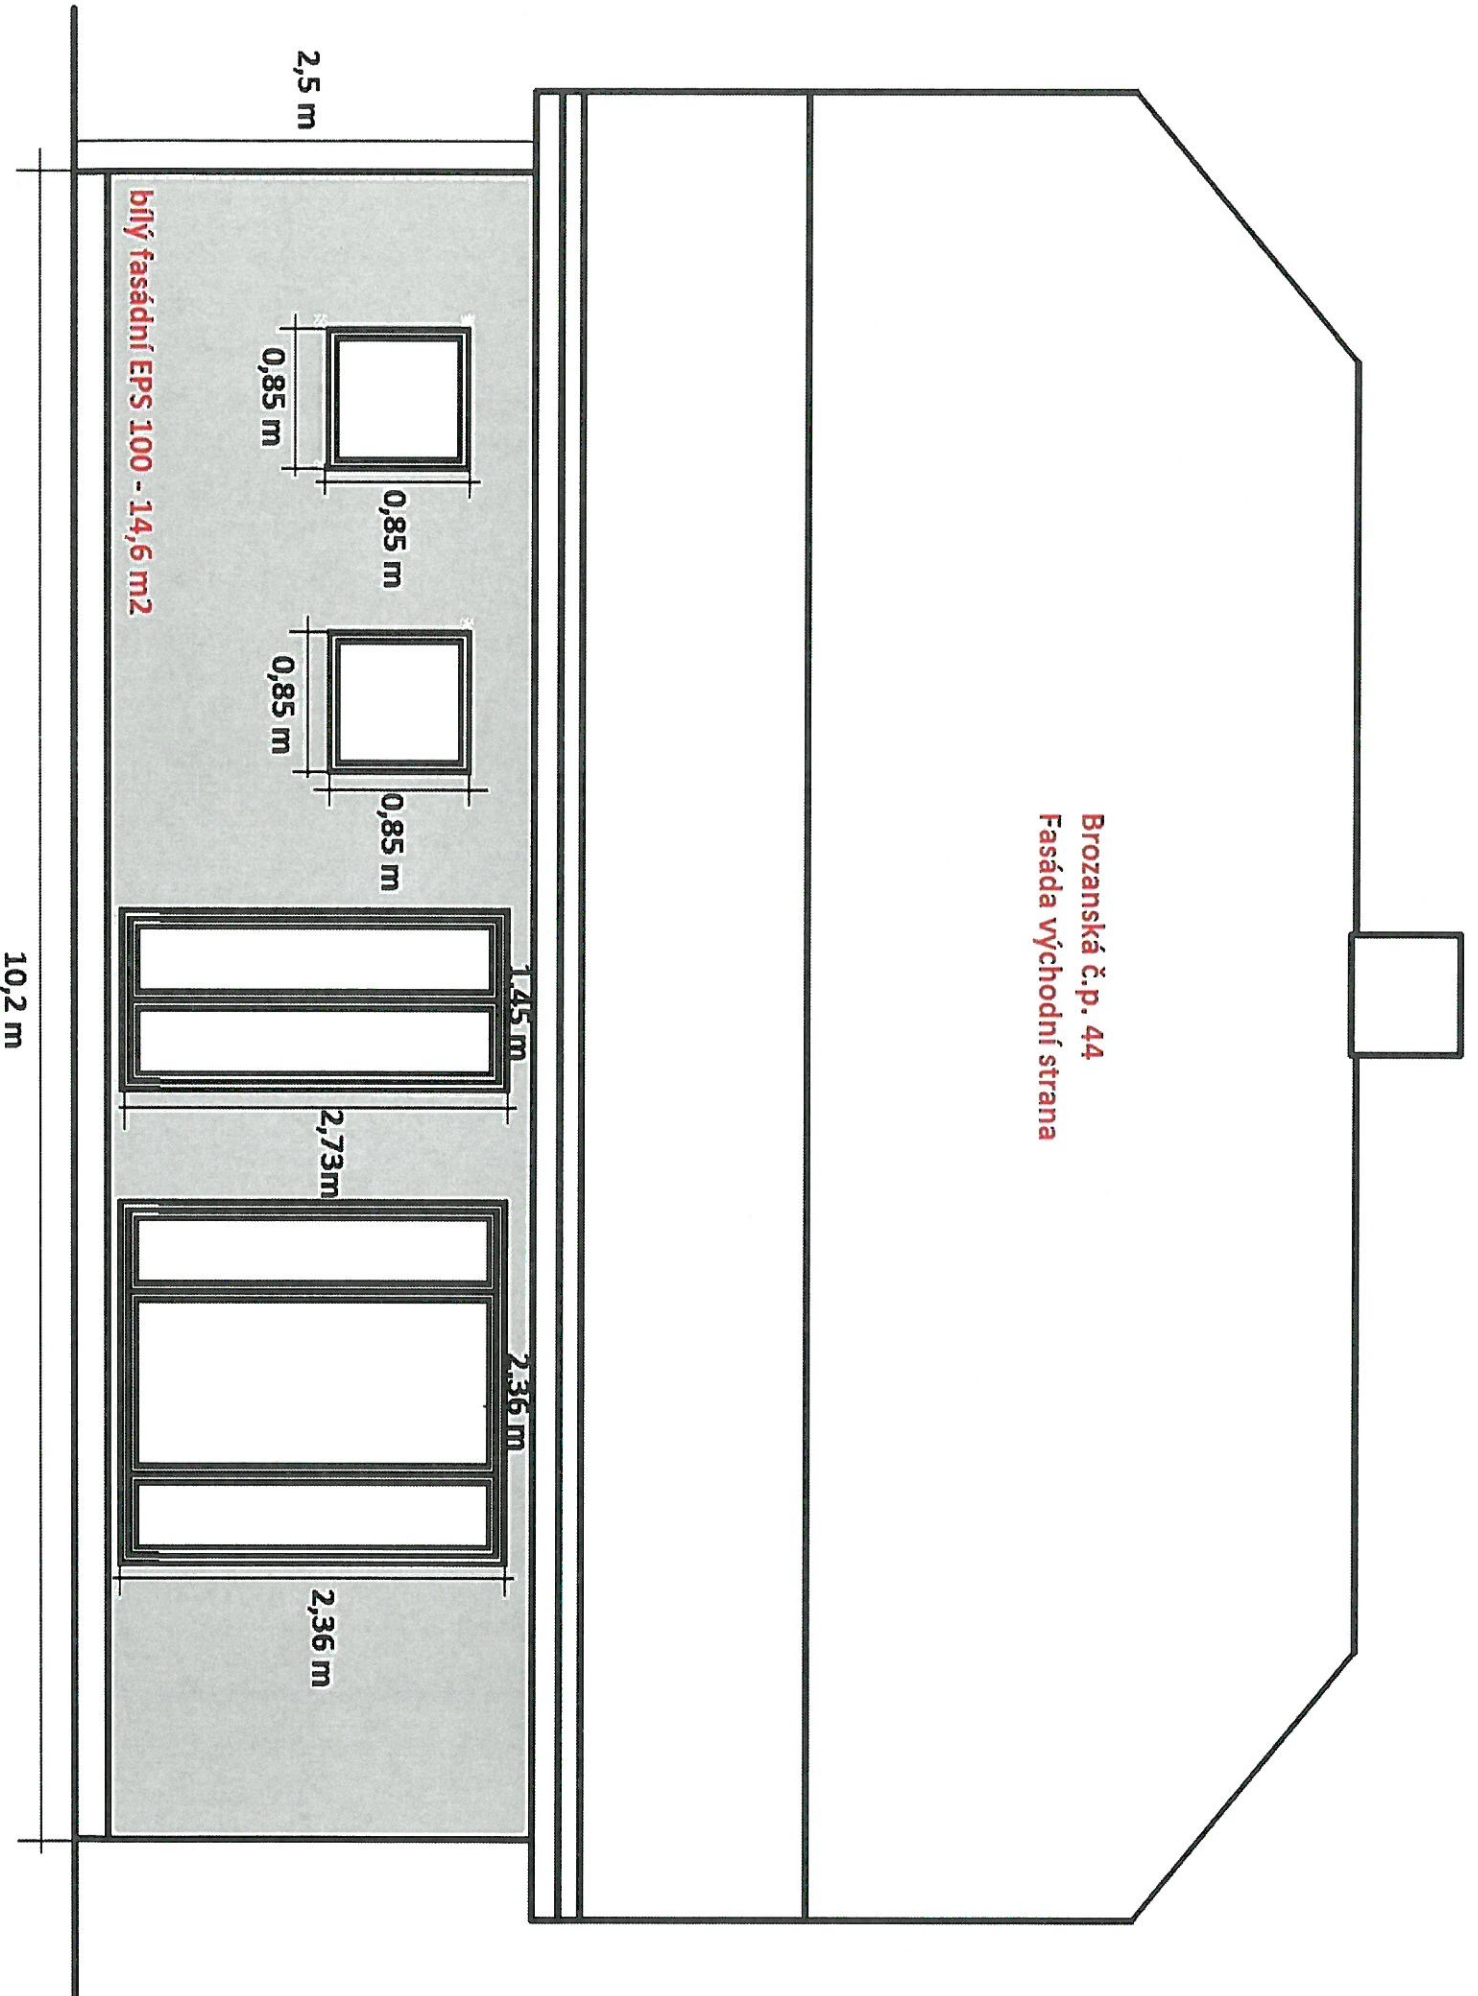 Brozanská č.p. 44
Fasáda východní strana
1,45 m
2,36 m
2,5 m
0,85 m
0,85 m
0,85 m
0,85 m
2,73m
2,36 m
bílý fasádní EPS 100 - 14,6 m2
10,2 m